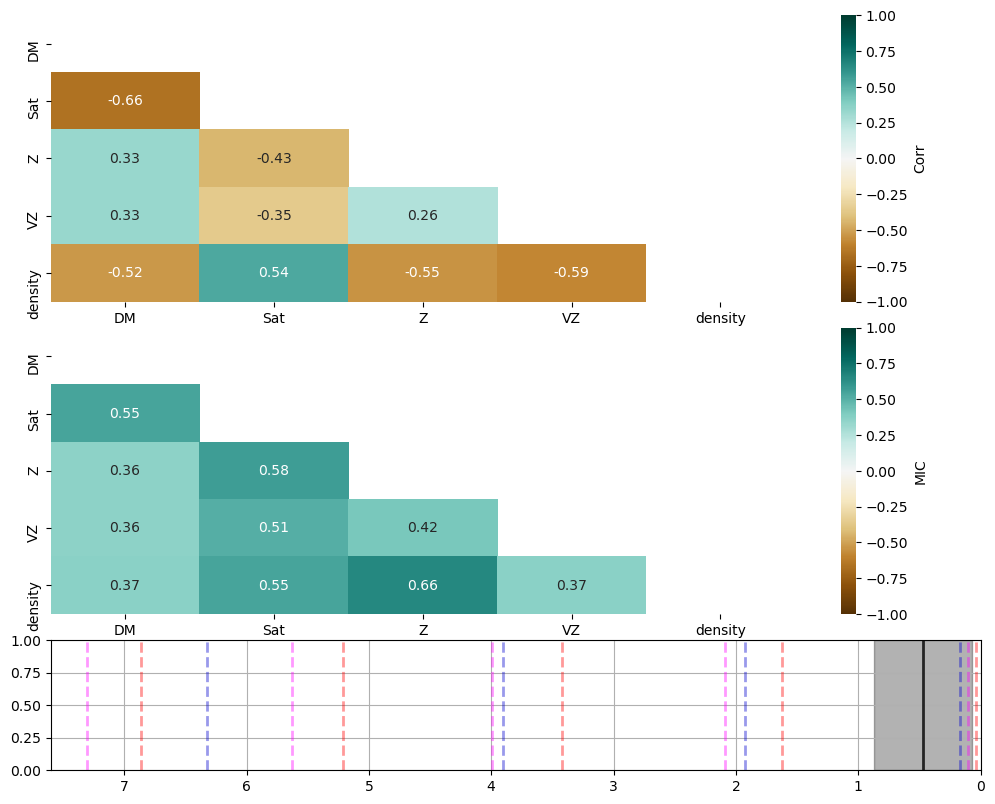 DM
Sat
Z
VZ
density
-0.66
0.33 -0.43
0.33 -0.35 0.26
-0.52 0.54 -0.55 -0.59
DM Sat Z VZ density
1.00
0.75
0.50
0.25
0.00
−0.25
−0.50
−0.75
−1.00
Corr
DM
Sat
Z
VZ
density
0.55
0.36 0.58
0.36 0.51 0.42
0.37 0.55 0.66 0.37
DM Sat Z VZ density
1.00
0.75
0.50
0.25
0.00
−0.25
−0.50
−0.75
−1.00
MIC
1.00
0.75
0.50
0.25
0.00
7 6 5 4 3 2 1 0